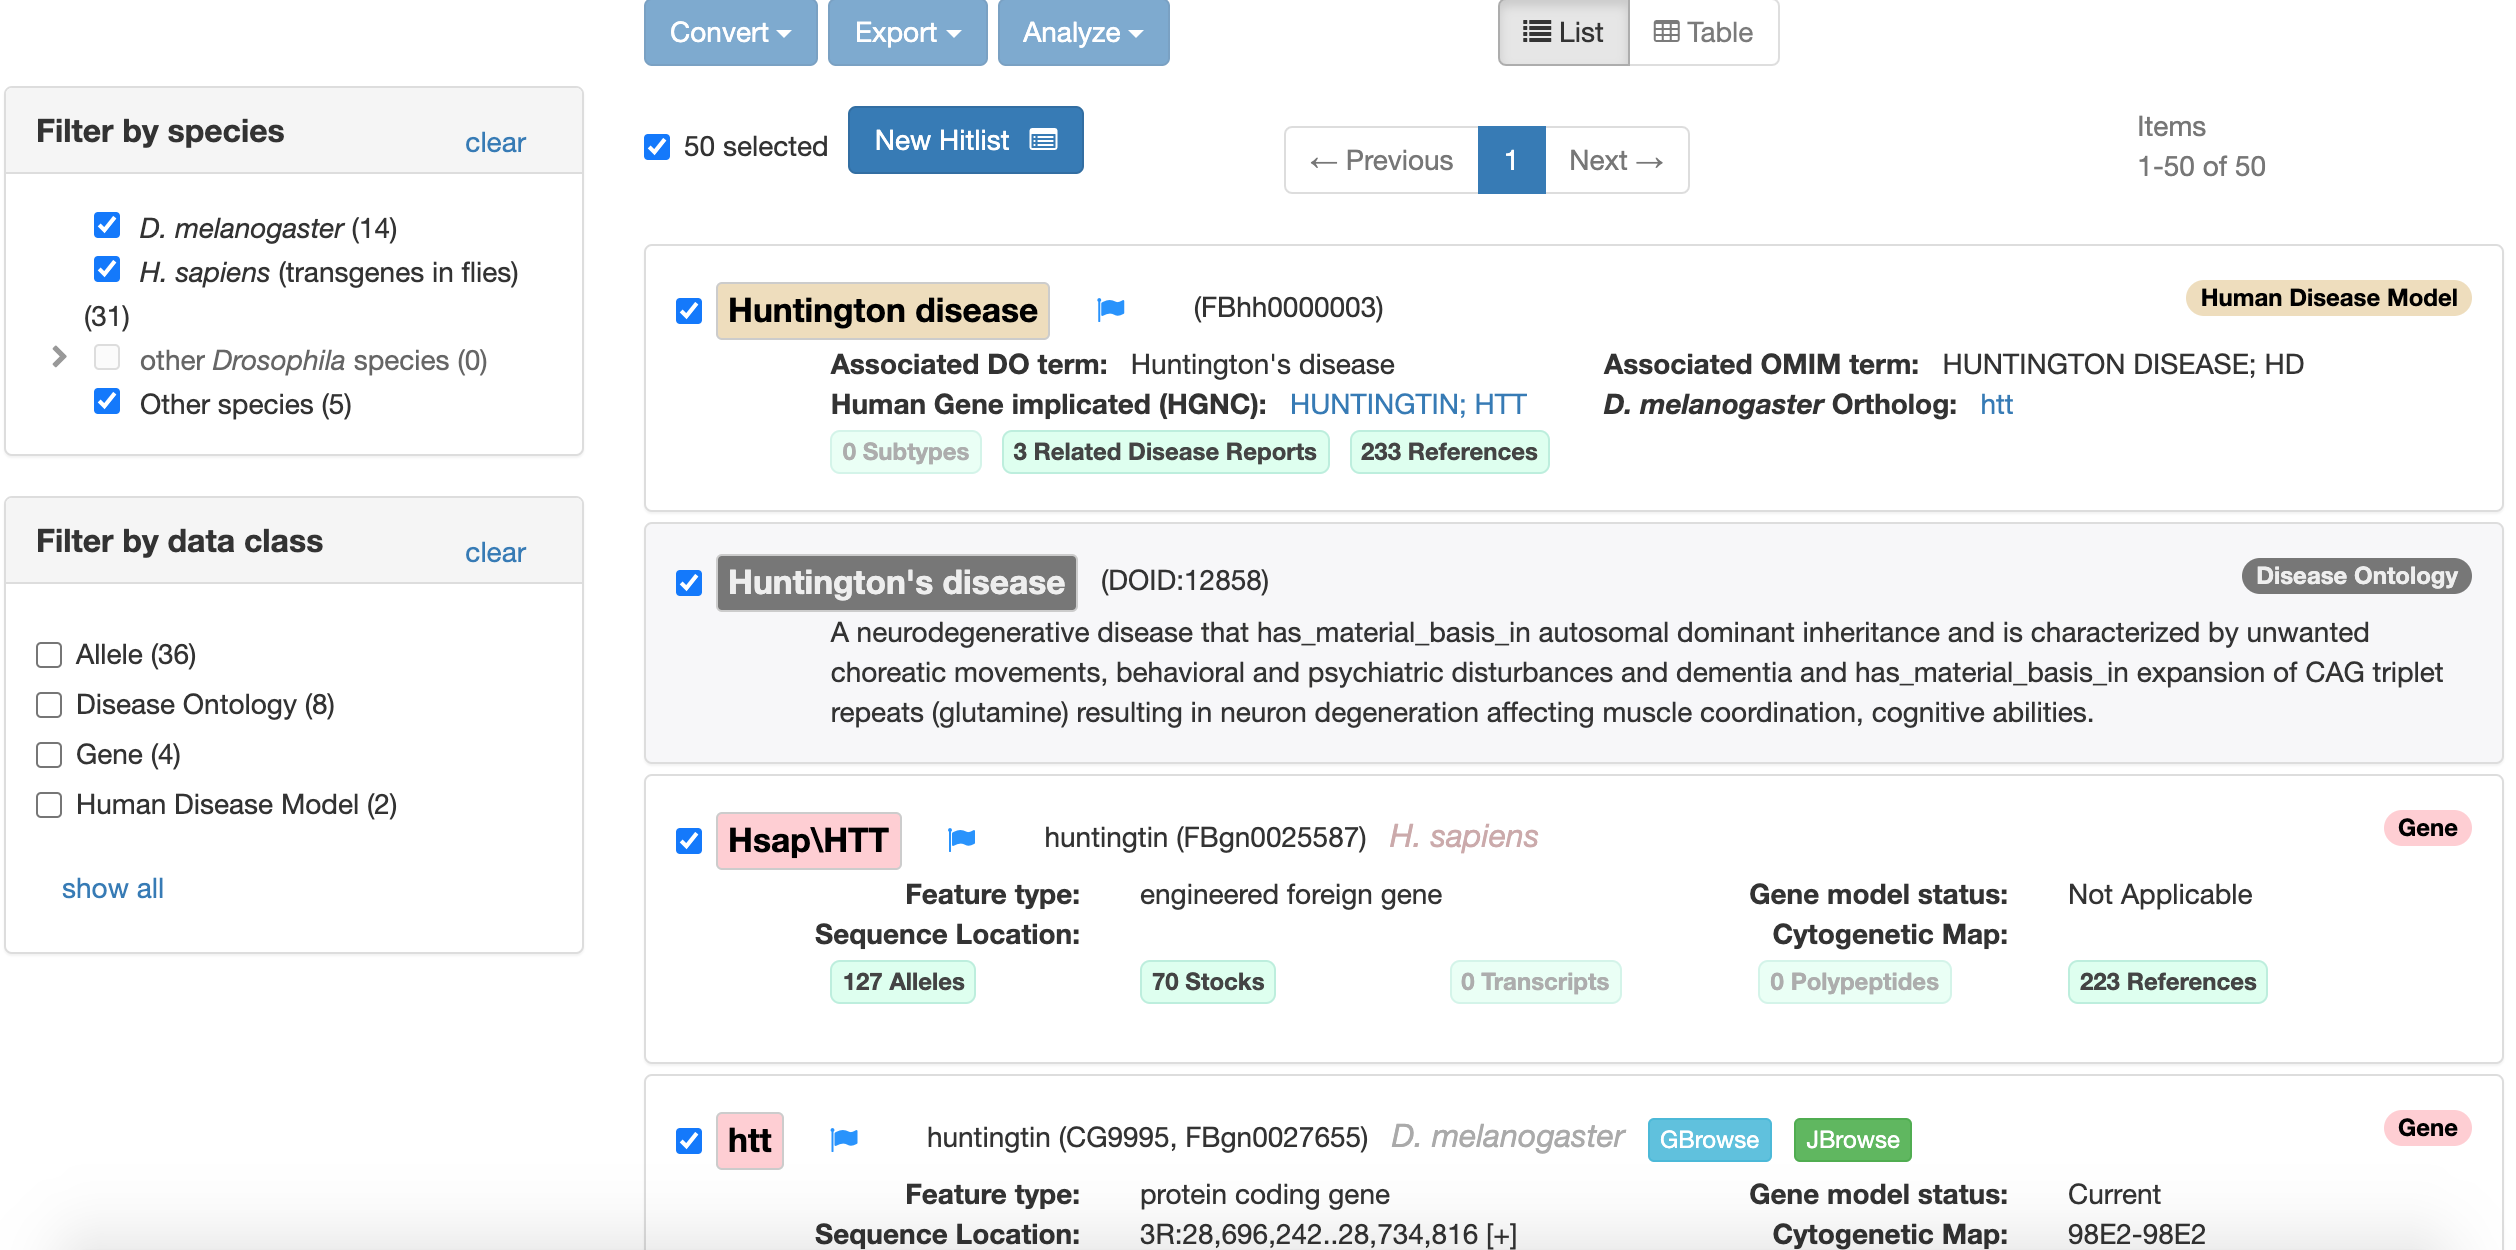 Convert Export Analyze List Table
Filter by species clear
D. melanogaster (14)
H. sapiens (transgenes in flies)
(31)
other Drosophila species (0)
Other species (5)
Filter by data class clear
Allele (36)
Disease Ontology (8)
Gene (4)
Human Disease Model (2)
show all
50 selected New Hitlist ← Previous 1 Next → Items
1-50 of 50
Huntington disease (FBhh0000003) Human Disease Model
Associated DO term: Huntington's disease Associated OMIM term: HUNTINGTON DISEASE; HD
Human Gene implicated (HGNC): HUNTINGTIN; HTT D. melanogaster Ortholog: htt
0 Subtypes 3 Related Disease Reports 233 References
Huntington's disease (DOID:12858) Disease Ontology
A neurodegenerative disease that has_material_basis_in autosomal dominant inheritance and is characterized by unwanted
choreatic movements, behavioral and psychiatric disturbances and dementia and has_material_basis_in expansion of CAG triplet
repeats (glutamine) resulting in neuron degeneration affecting muscle coordination, cognitive abilities.
Hsap\HTT huntingtin (FBgn0025587) H. sapiens Gene
Feature type: engineered foreign gene Gene model status: Not Applicable
Sequence Location: Cytogenetic Map:
127 Alleles 70 Stocks 0 Transcripts 0 Polypeptides 223 References
htt huntingtin (CG9995, FBgn0027655) D. melanogaster GBrowse JBrowse Gene
Feature type: protein coding gene Gene model status: Current
Sequence Location: 3R:28,696,242..28,734,816 [+] Cytogenetic Map: 98E2-98E2